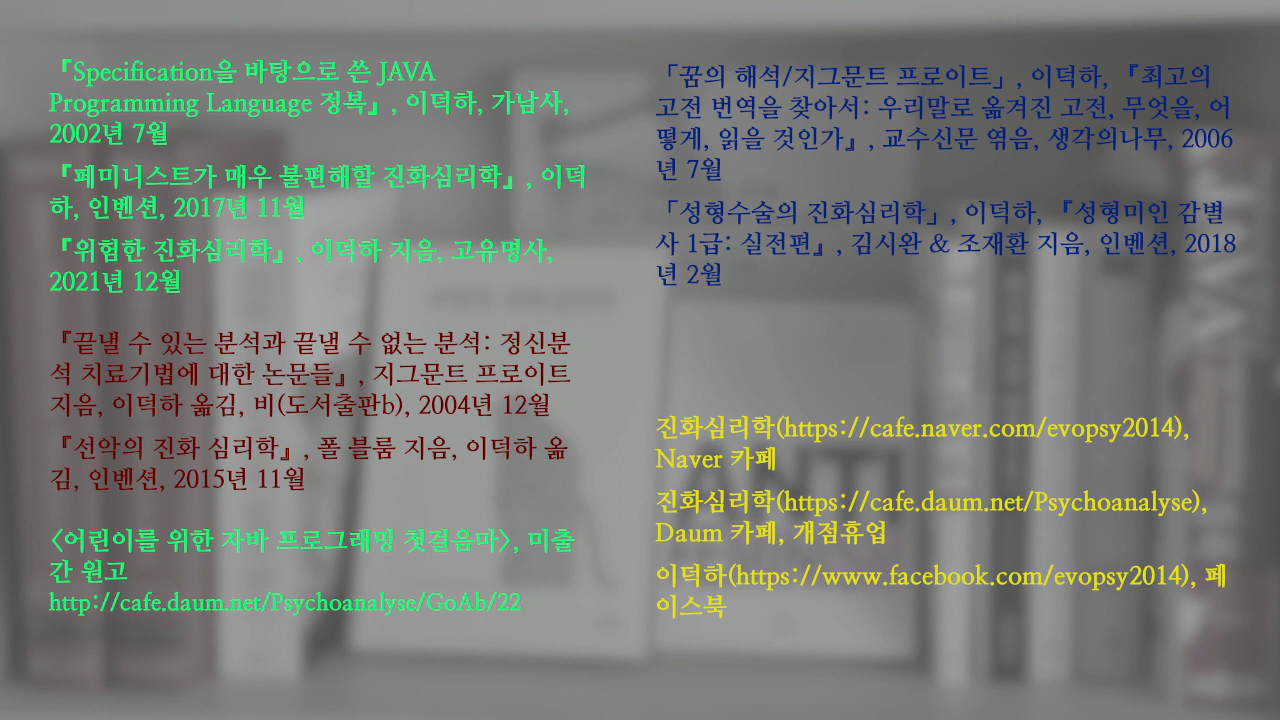 『Specification을 바탕으로 쓴 JAVA
Programming Language 정복』, 이덕하, 가남사,
2002년 7월
『페미니스트가 매우 불편해할 진화심리학』, 이덕
하, 인벤션, 2017년 11월
『위험한 진화심리학』, 이덕하 지음, 고유명사,
2021년 12월
『끝낼 수 있는 분석과 끝낼 수 없는 분석: 정신분
석 치료기법에 대한 논문들』, 지그문트 프로이트
지음, 이덕하 옮김, 비(도서출판b), 2004년 12월
『선악의 진화 심리학』, 폴 블룸 지음, 이덕하 옮
김, 인벤션, 2015년 11월
〈어린이를 위한 자바 프로그래밍 첫걸음마〉, 미출
간 원고
http://cafe.daum.net/Psychoanalyse/GoAb/22
「꿈의 해석/지그문트 프로이트」, 이덕하, 『최고의
고전 번역을 찾아서: 우리말로 옮겨진 고전, 무엇을, 어
떻게, 읽을 것인가』, 교수신문 엮음, 생각의나무, 2006
년 7월
「성형수술의 진화심리학」, 이덕하, 『성형미인 감별
사 1급: 실전편』, 김시완 & 조재환 지음, 인벤션, 2018
년 2월
진화심리학(https://cafe.naver.com/evopsy2014),
Naver 카페
진화심리학(https://cafe.daum.net/Psychoanalyse),
Daum 카페, 개점휴업
이덕하(https://www.facebook.com/evopsy2014), 페
이스북